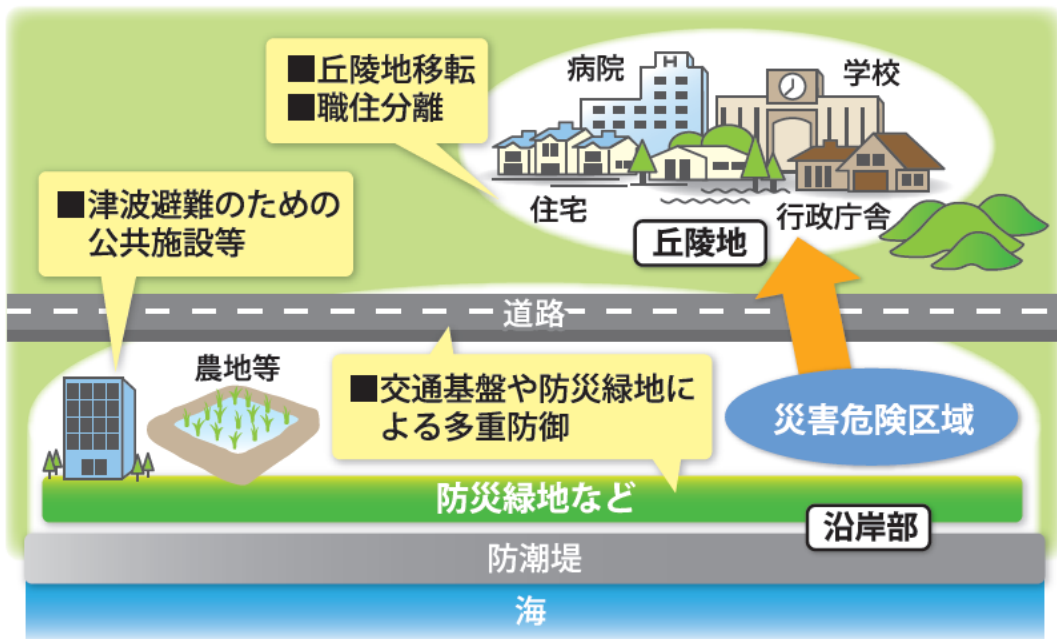 ■丘陵地移転
■職住分離
病院
学校
住宅
行政庁舎
丘陵地
■津波避難のための
公共施設等
道路
農地等
■交通基盤や防災緑地に
よる多重防御
災害危険区域
防災緑地など
沿岸部
防潮堤
海
H